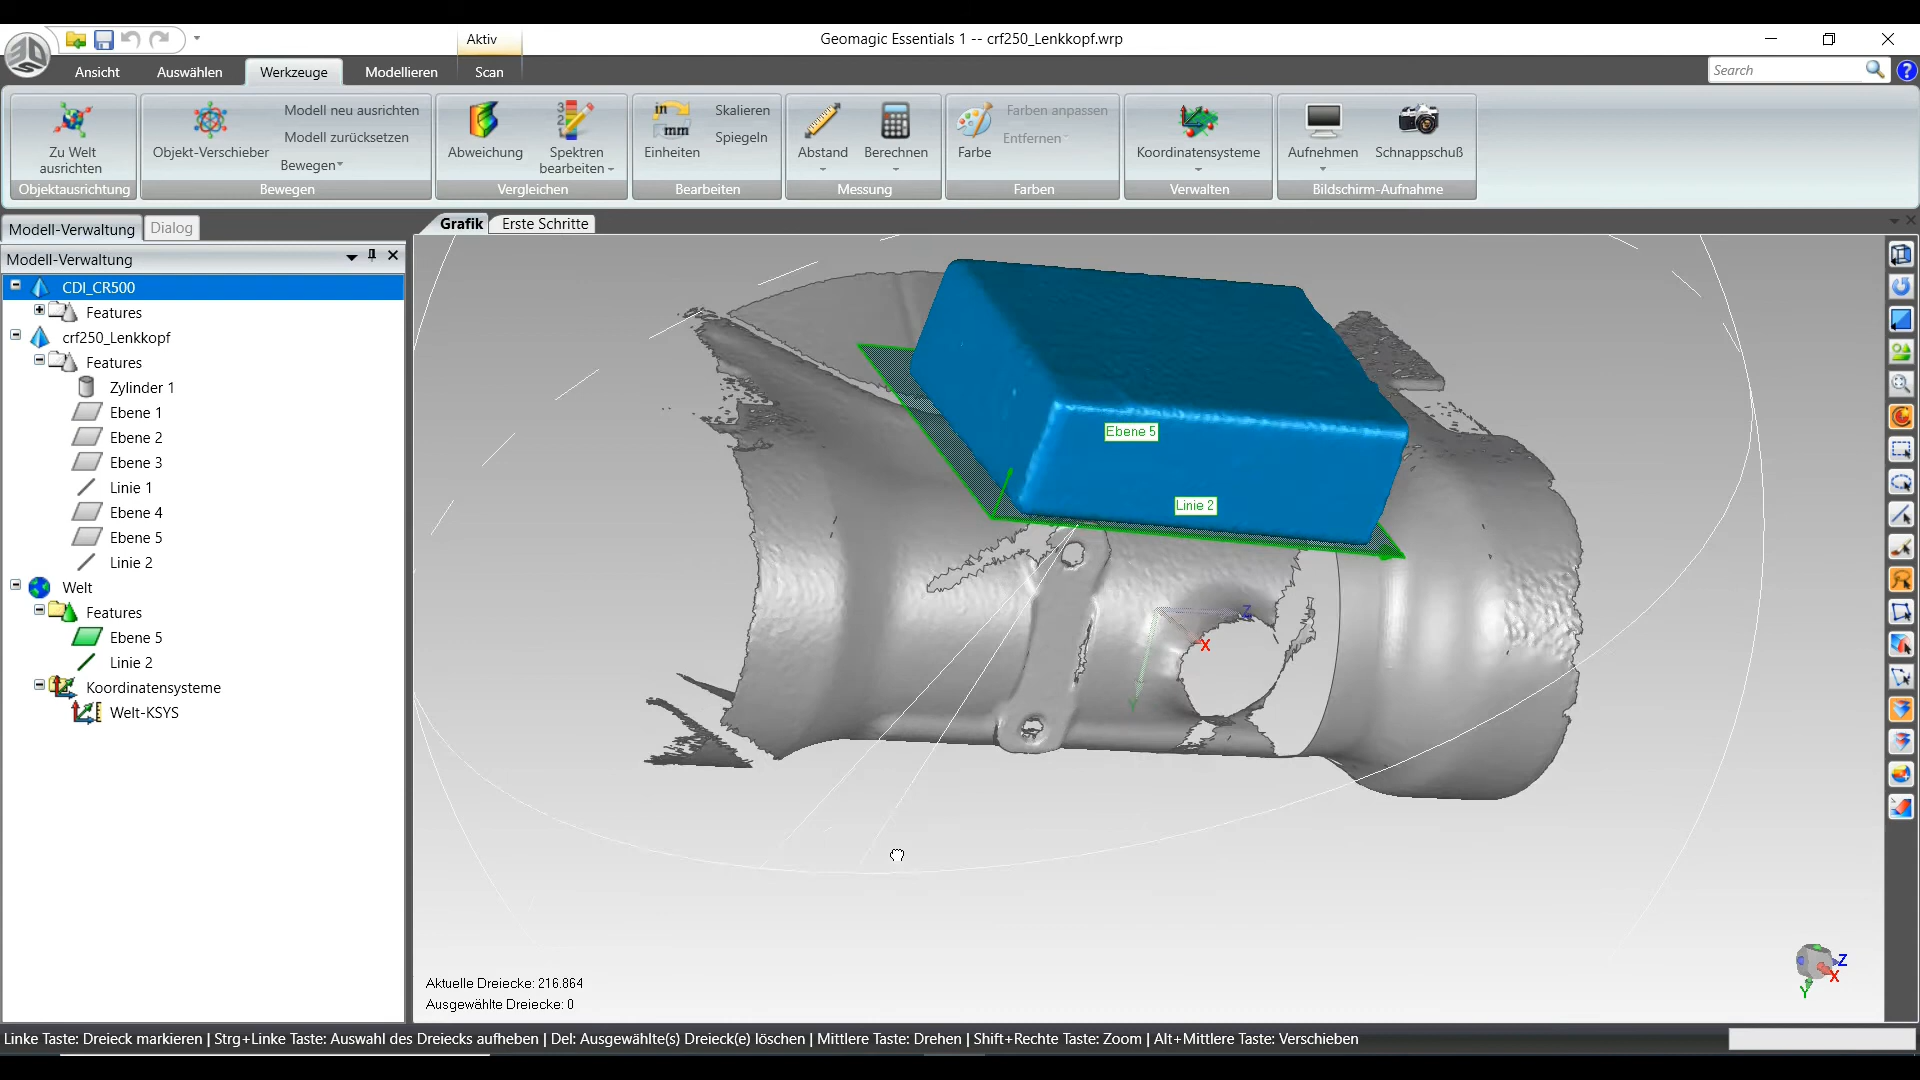 Aktiv
Geomagic Essentials 1 -- crf250_Lenkkopf.wrp
Ansicht
Auswählen
Werkzeuge
Modellieren
Scan
Search
Zu Welt
ausrichten
Objektausrichtung
Objekt-Verschieber
Modell neu ausrichten
Modell zurücksetzen
Bewegen
Bewegen
Abweichung
Spektren
bearbeiten
Vergleichen
in
mm
Einheiten
Skalieren
Spiegeln
Bearbeiten
Abstand
Berechnen
Messung
Farbe
Farben anpassen
Entfernen
Farben
Koordinatensysteme
Verwalten
Aufnehmen
Schnappschuß
Bildschirm-Aufnahme
Modell-Verwaltung
Dialog
Grafik
Erste Schritte
Modell-Verwaltung
CDI_CR500
Features
crf250_Lenkkopf
Features
Zylinder 1
Ebene 1
Ebene 2
Ebene 3
Linie 1
Ebene 4
Ebene 5
Linie 2
Welt
Features
Ebene 5
Linie 2
Koordinatensysteme
Welt-KSYS
Ebene 5
Linie 2
Z
X
Y
Z
X
Y
Aktuelle Dreiecke: 216.864
Ausgewählte Dreiecke: 0
Linke Taste: Dreieck markieren | Strg+Linke Taste: Auswahl des Dreiecks aufheben | Del: Ausgewählte(s) Dreieck(e) löschen | Mittlere Taste: Drehen | Shift+Rechte Taste: Zoom | Alt+Mittlere Taste: Verschieben